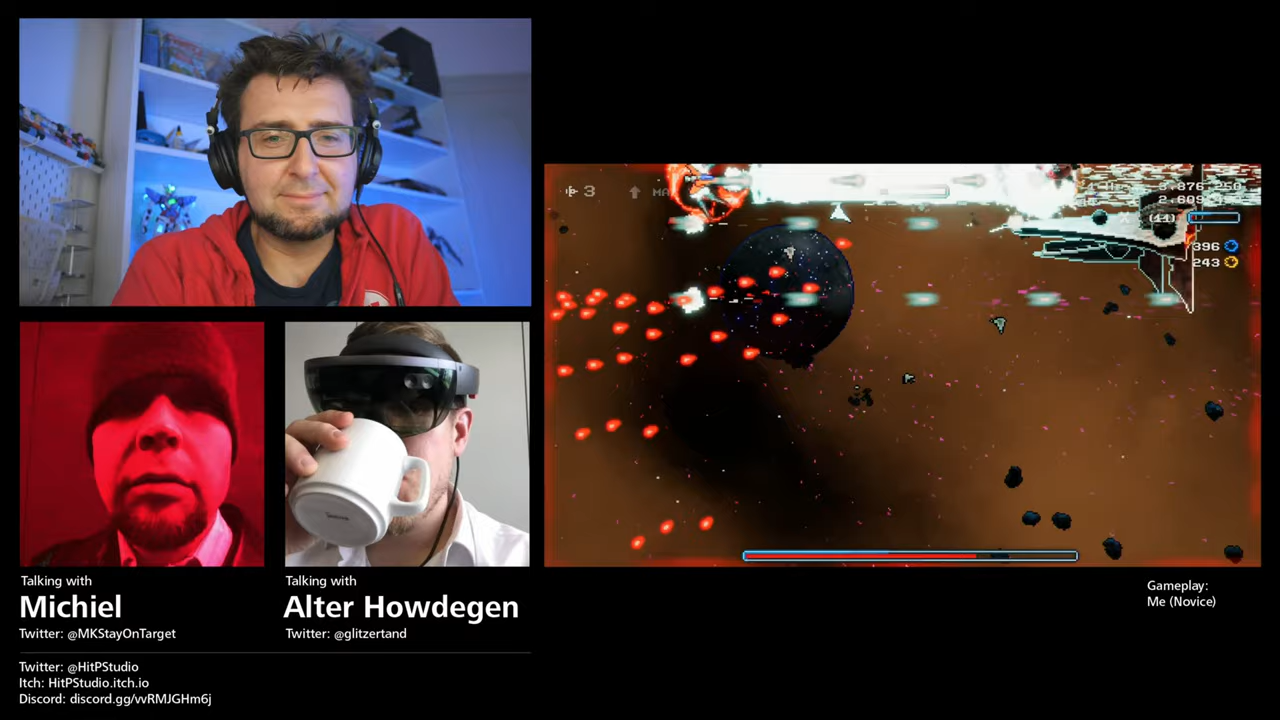 Talking with
Michiel
Twitter: @MKStayOnTarget
Talking with
Alter Howdegen
Twitter: @glitzertand
Twitter: @HitPStudio
Itch: HitPStudio.itch.io
Discord: discord.gg/vvRMJGHm6j
3
396
243
Gameplay:
Me (Novice)